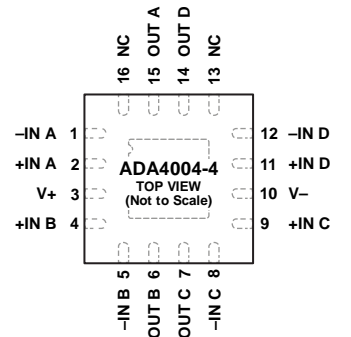 16 NC
15 OUT A
14 OUT D
13 NC
–IN A 1
+IN A 2
V+ 3
+IN B 4
12 –IN D
11 +IN D
10 V–
9 +IN C
ADA4004-4
TOP VIEW
(Not to Scale)
–IN B 5
OUT B 6
OUT C 7
–IN C 8